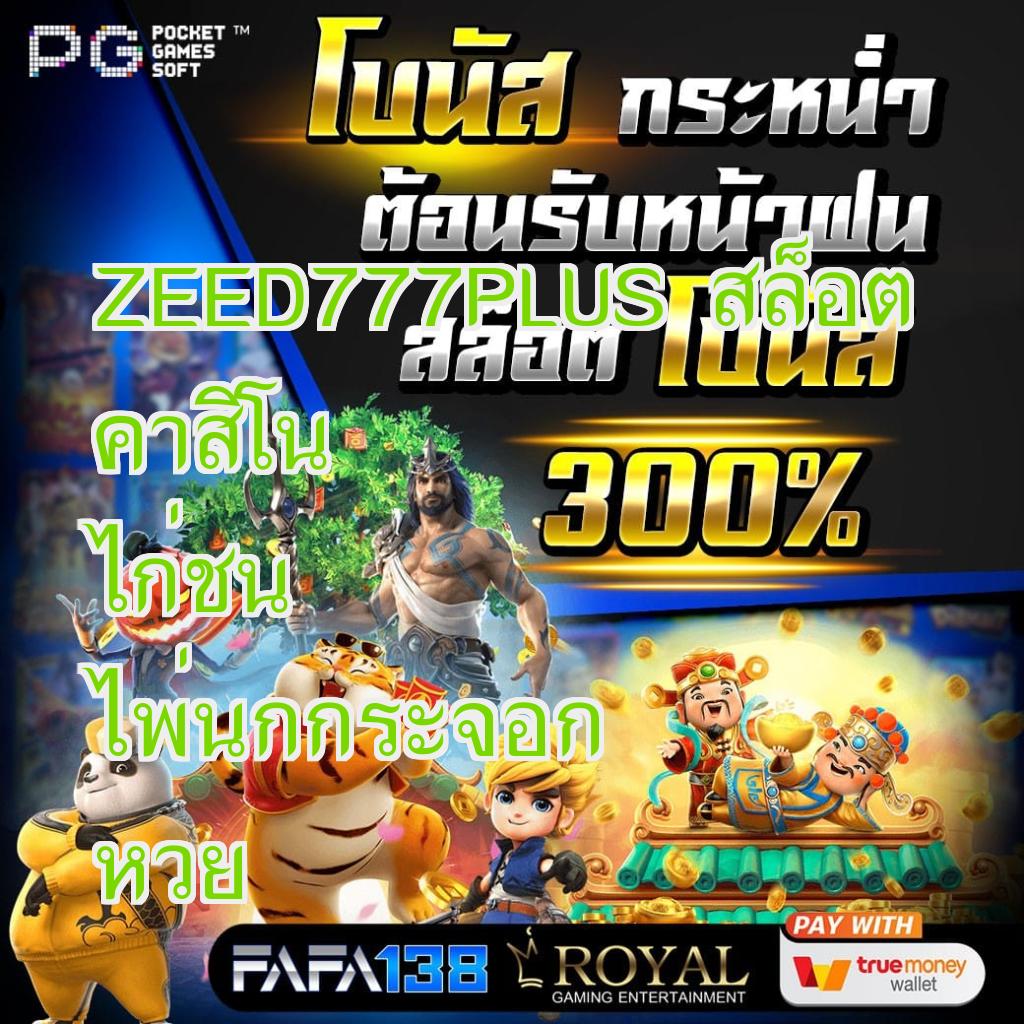 PG POCKET GAMES SOFT ™
โบนัส กระหน่ำ
ต้อนรับหน้าฝน
ZEED777PLUS สล็อต
สล็อต โบนัส
คาสิโน
300%
ไก่ชน
ไพ่นกกระจอก
หวย
FAFA138
ROYAL
GAMING ENTERTAINMENT
PAY WITH
truemoney
wallet